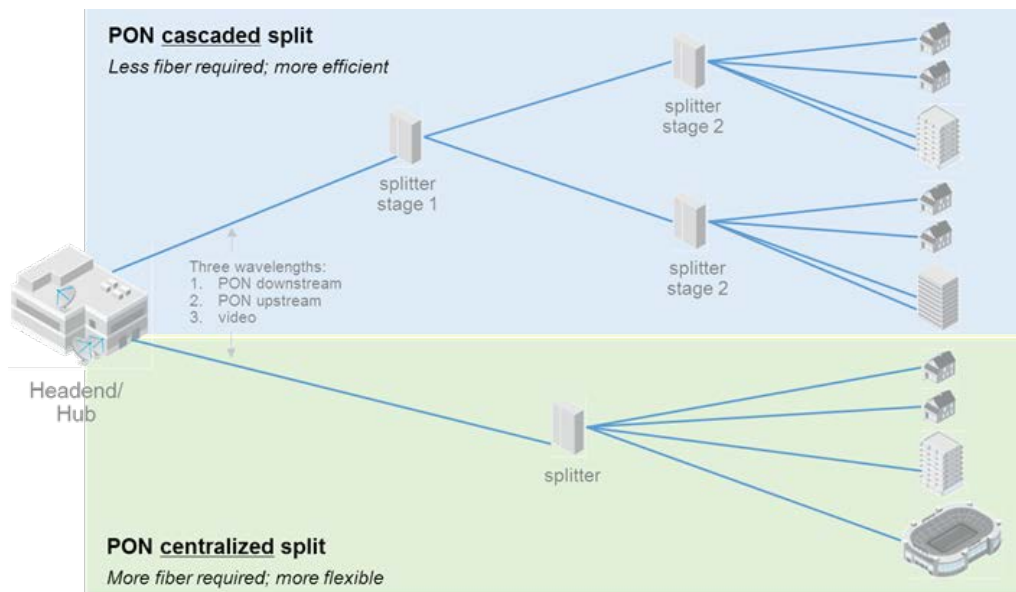 PON cascaded split
Less fiber required; more efficient
splitter
stage 2
splitter
stage 1
splitter
stage 2
Three wavelengths:
1. PON downstream
2. PON upstream
3. video
Headend/
Hub
splitter
PON centralized split
More fiber required; more flexible